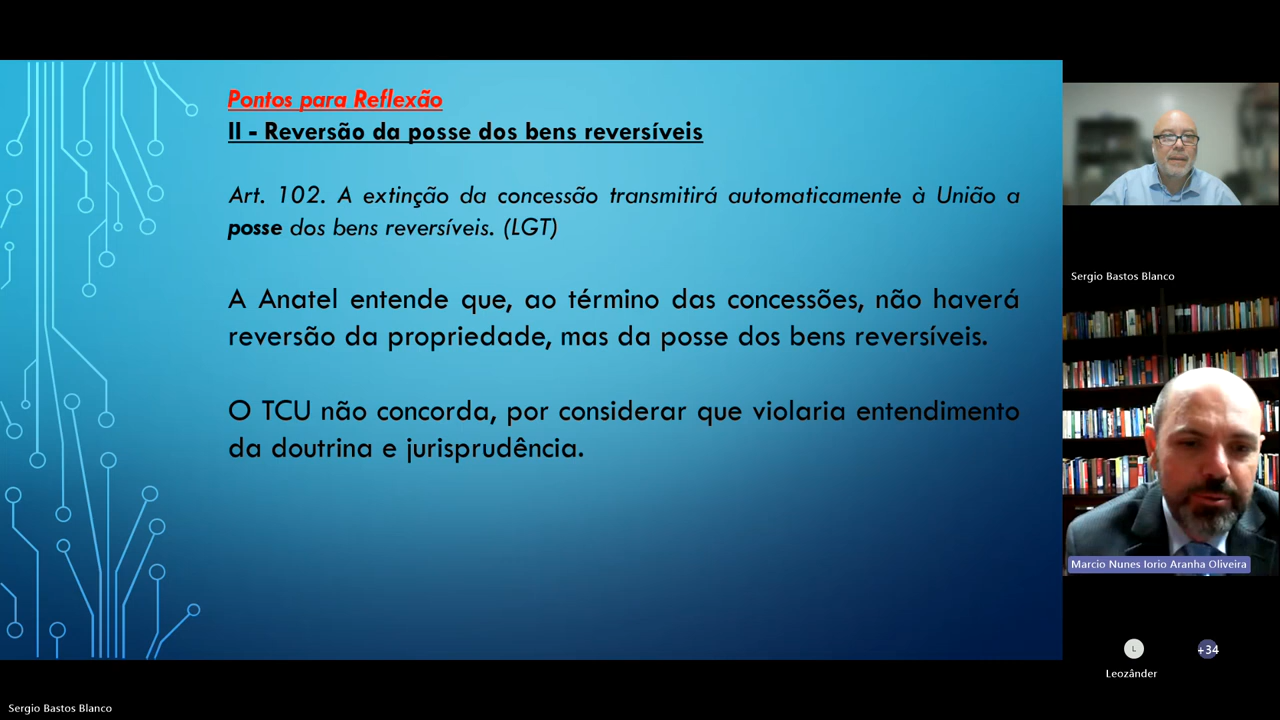 Pontos para Reflexão
II - Reversão da posse dos bens reversíveis
Art. 102. A extinção da concessão transmitirá automaticamente à União a
posse dos bens reversíveis. (LGT)
A Anatel entende que, ao término das concessões, não haverá
reversão da propriedade, mas da posse dos bens reversíveis.
O TCU não concorda, por considerar que violaria entendimento
da doutrina e jurisprudência.
Sergio Bastos Blanco
Marcio Nunes Iorio Aranha Oliveira
L
+34
Leozânder
Sergio Bastos Blanco